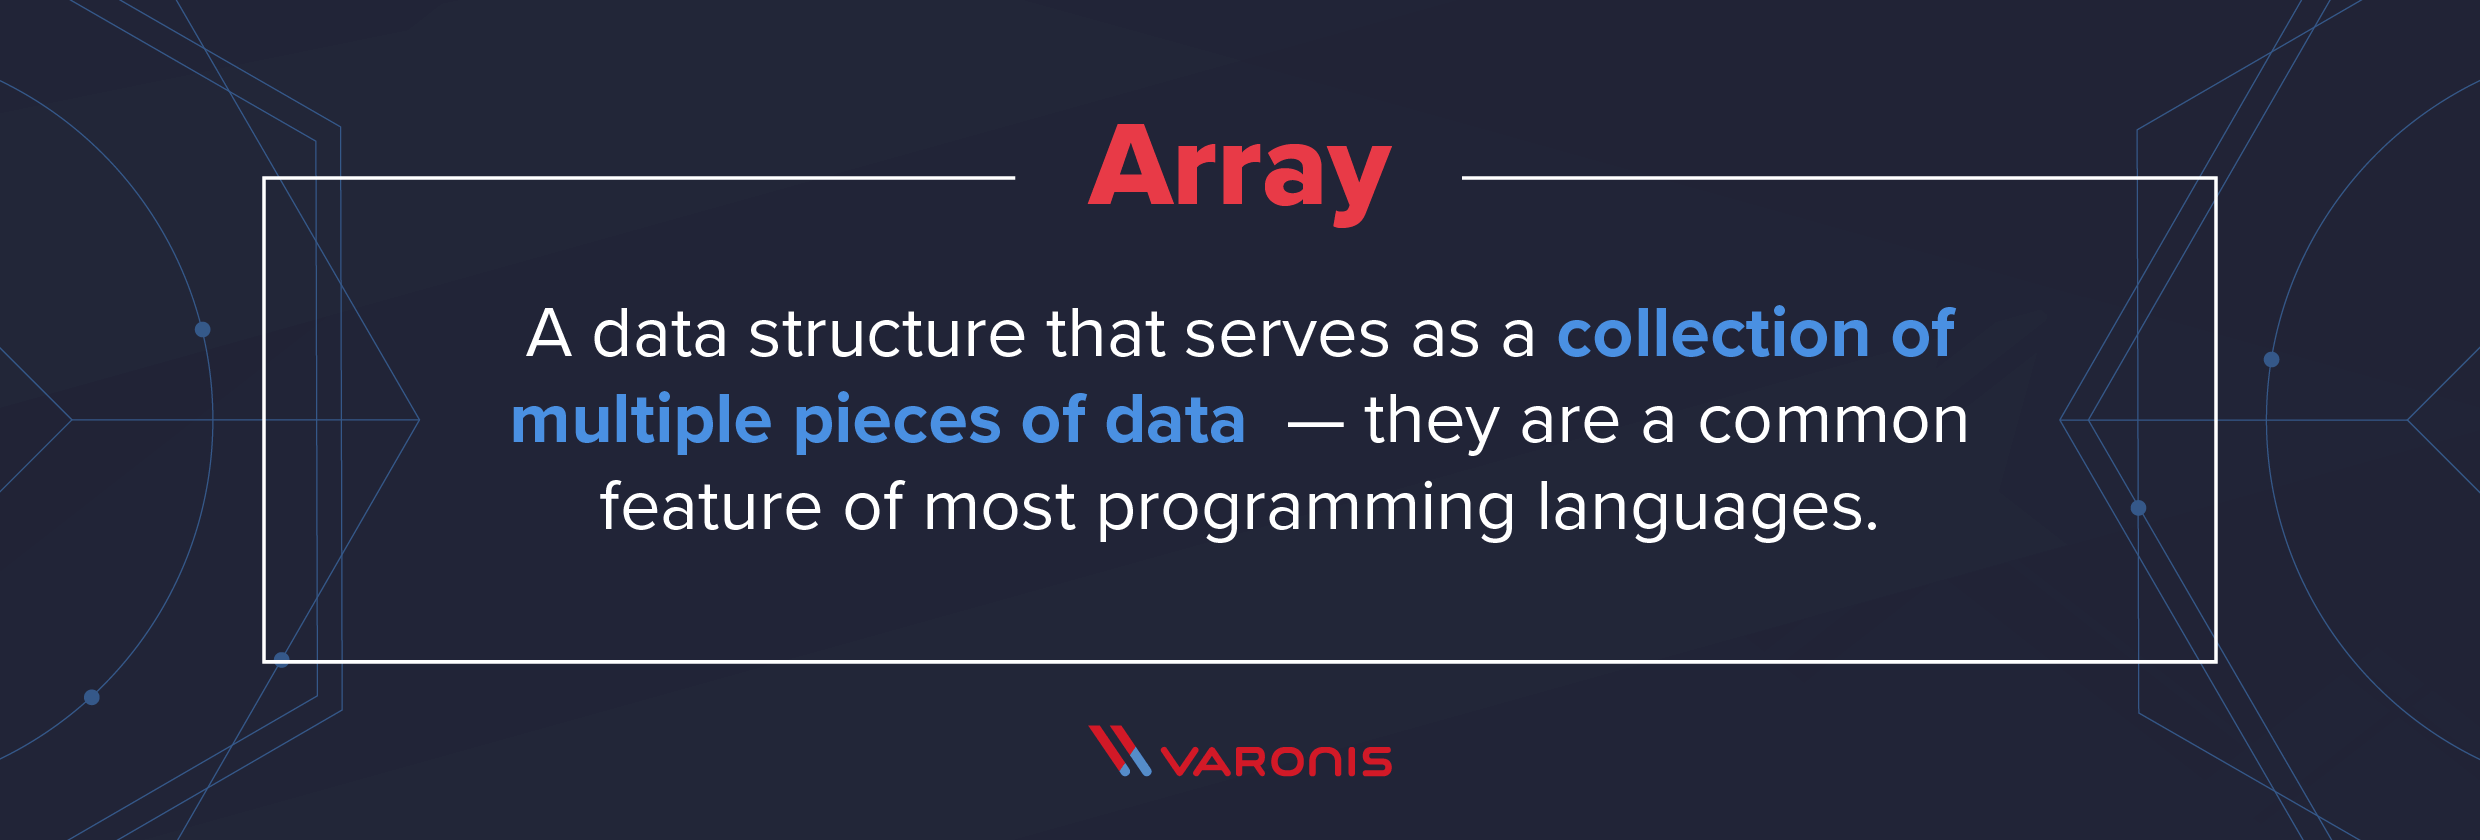 Array
A data structure that serves as a collection of
multiple pieces of data — they are a common
feature of most programming languages.
VARONIS